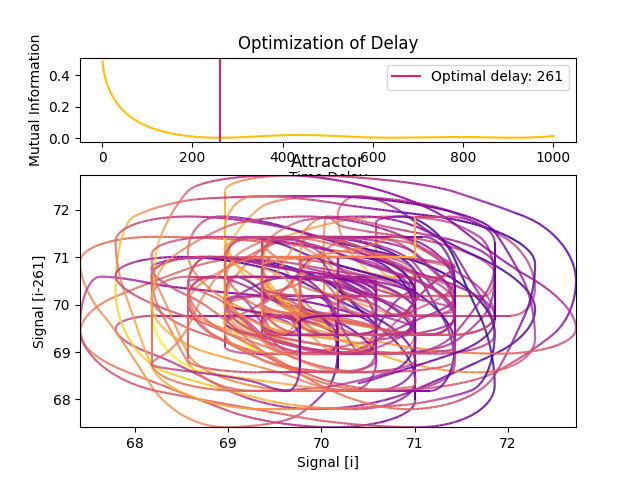 Optimization of Delay
Mutual Information
0.4
0.2
0.0
Optimal delay: 261
0 200 400 600 800 1000
Time Delay
Attractor
Signal [i-261]
72
71
70
69
68
68 69 70 71 72
Signal [i]